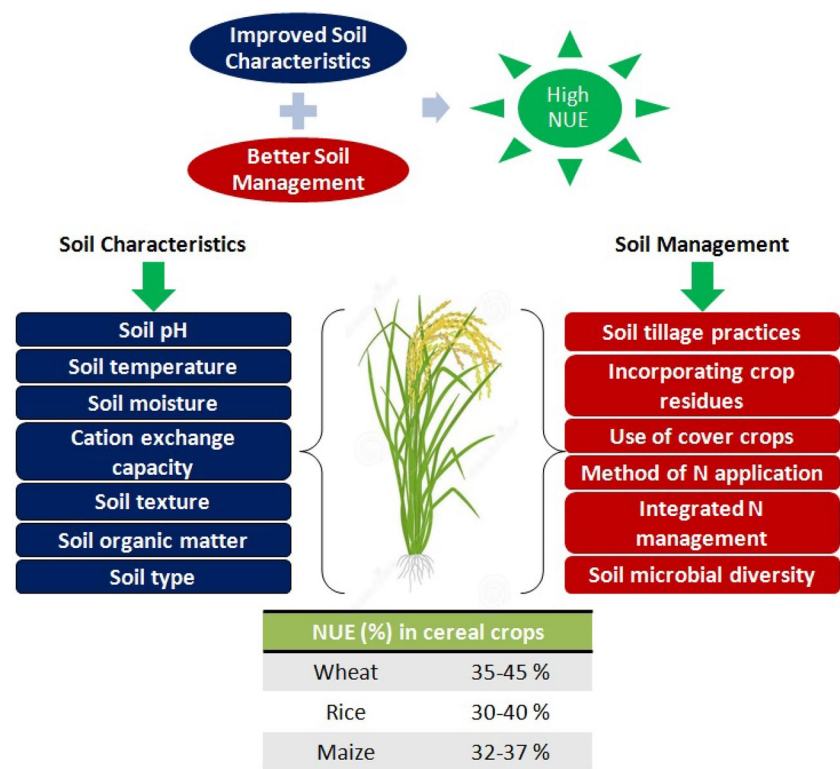 Improved Soil
Characteristics
Better Soil
Management
High
NUE
Soil Characteristics
Soil pH
Soil temperature
Soil moisture
Cation exchange
capacity
Soil texture
Soil organic matter
Soil type
Soil Management
Soil tillage practices
Incorporating crop
residues
Use of cover crops
Method of N application
Integrated N
management
Soil microbial diversity
NUE (%) in cereal crops
Wheat 35-45 %
Rice 30-40 %
Maize 32-37 %